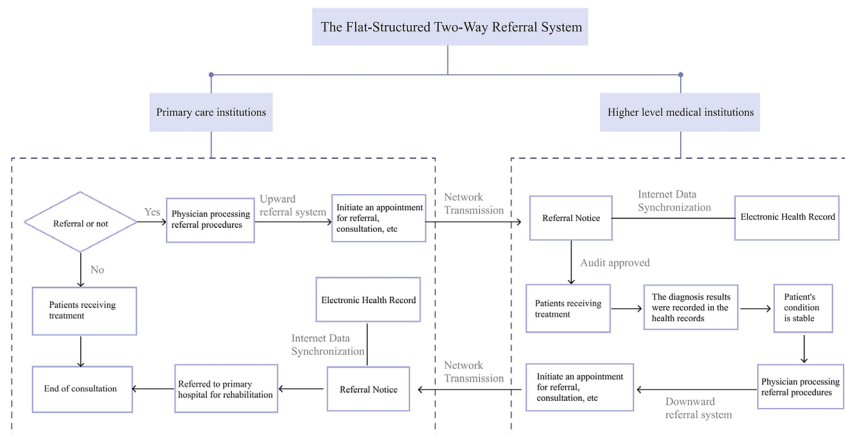 The Flat-Structured Two-Way Referral System
Primary care institutions
Higher level medical institutions
Referral or not
Yes
Physician processing
referral procedures
Upward
referral system
Initiate an appointment
for referral,
consultation, etc
Network
Transmission
Referral Notice
Internet Data
Synchronization
Electronic Health Record
No
Audit approved
Patients receiving
treatment
Electronic Health Record
Internet Data
Synchronization
Patients receiving
treatment
The diagnosis results
were recorded in the
health records
Patient's
condition
is stable
End of consultation
Referred to primary
hospital for rehabilitation
Referral Notice
Network
Transmission
Initiate an appointment
for referral,
consultation, etc
Downward
referral system
Physician processing
referral procedures